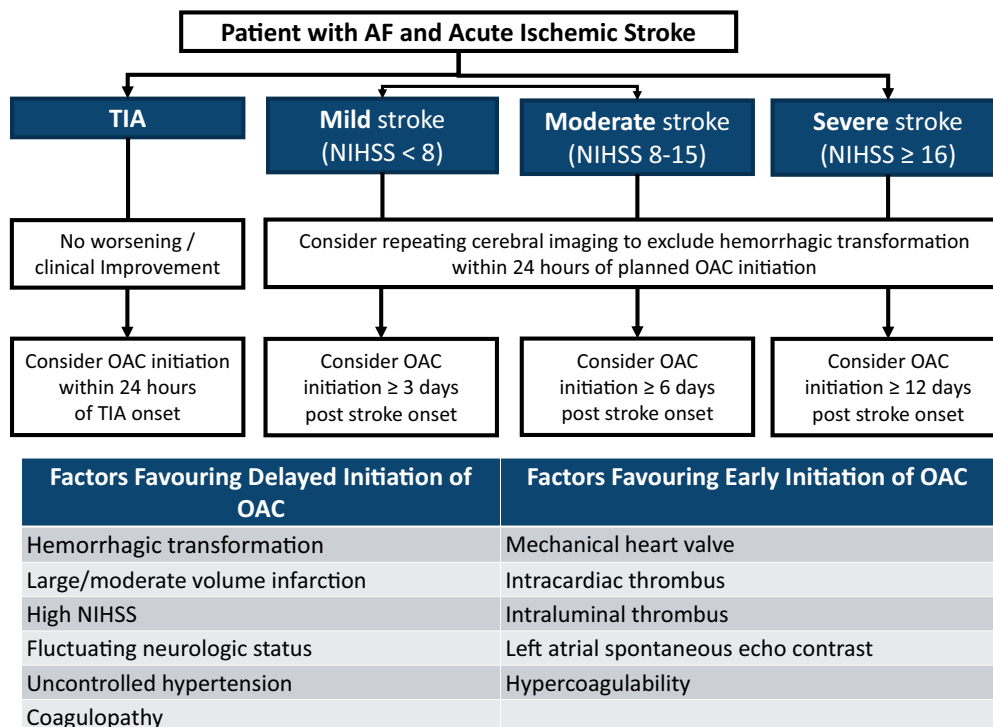 Patient with AF and Acute Ischemic Stroke
TIA
Mild stroke
(NIHSS < 8)
Moderate stroke
(NIHSS 8-15)
Severe stroke
(NIHSS ≥ 16)
No worsening /
clinical Improvement
Consider repeating cerebral imaging to exclude hemorrhagic transformation
within 24 hours of planned OAC initiation
Consider OAC initiation
within 24 hours
of TIA onset
Consider OAC
initiation ≥ 3 days
post stroke onset
Consider OAC
initiation ≥ 6 days
post stroke onset
Consider OAC
initiation ≥ 12 days
post stroke onset
Factors Favouring Delayed Initiation of
OAC
Factors Favouring Early Initiation of OAC
Hemorrhagic transformation
Mechanical heart valve
Large/moderate volume infarction
Intracardiac thrombus
High NIHSS
Intraluminal thrombus
Fluctuating neurologic status
Left atrial spontaneous echo contrast
Uncontrolled hypertension
Hypercoagulability
Coagulopathy